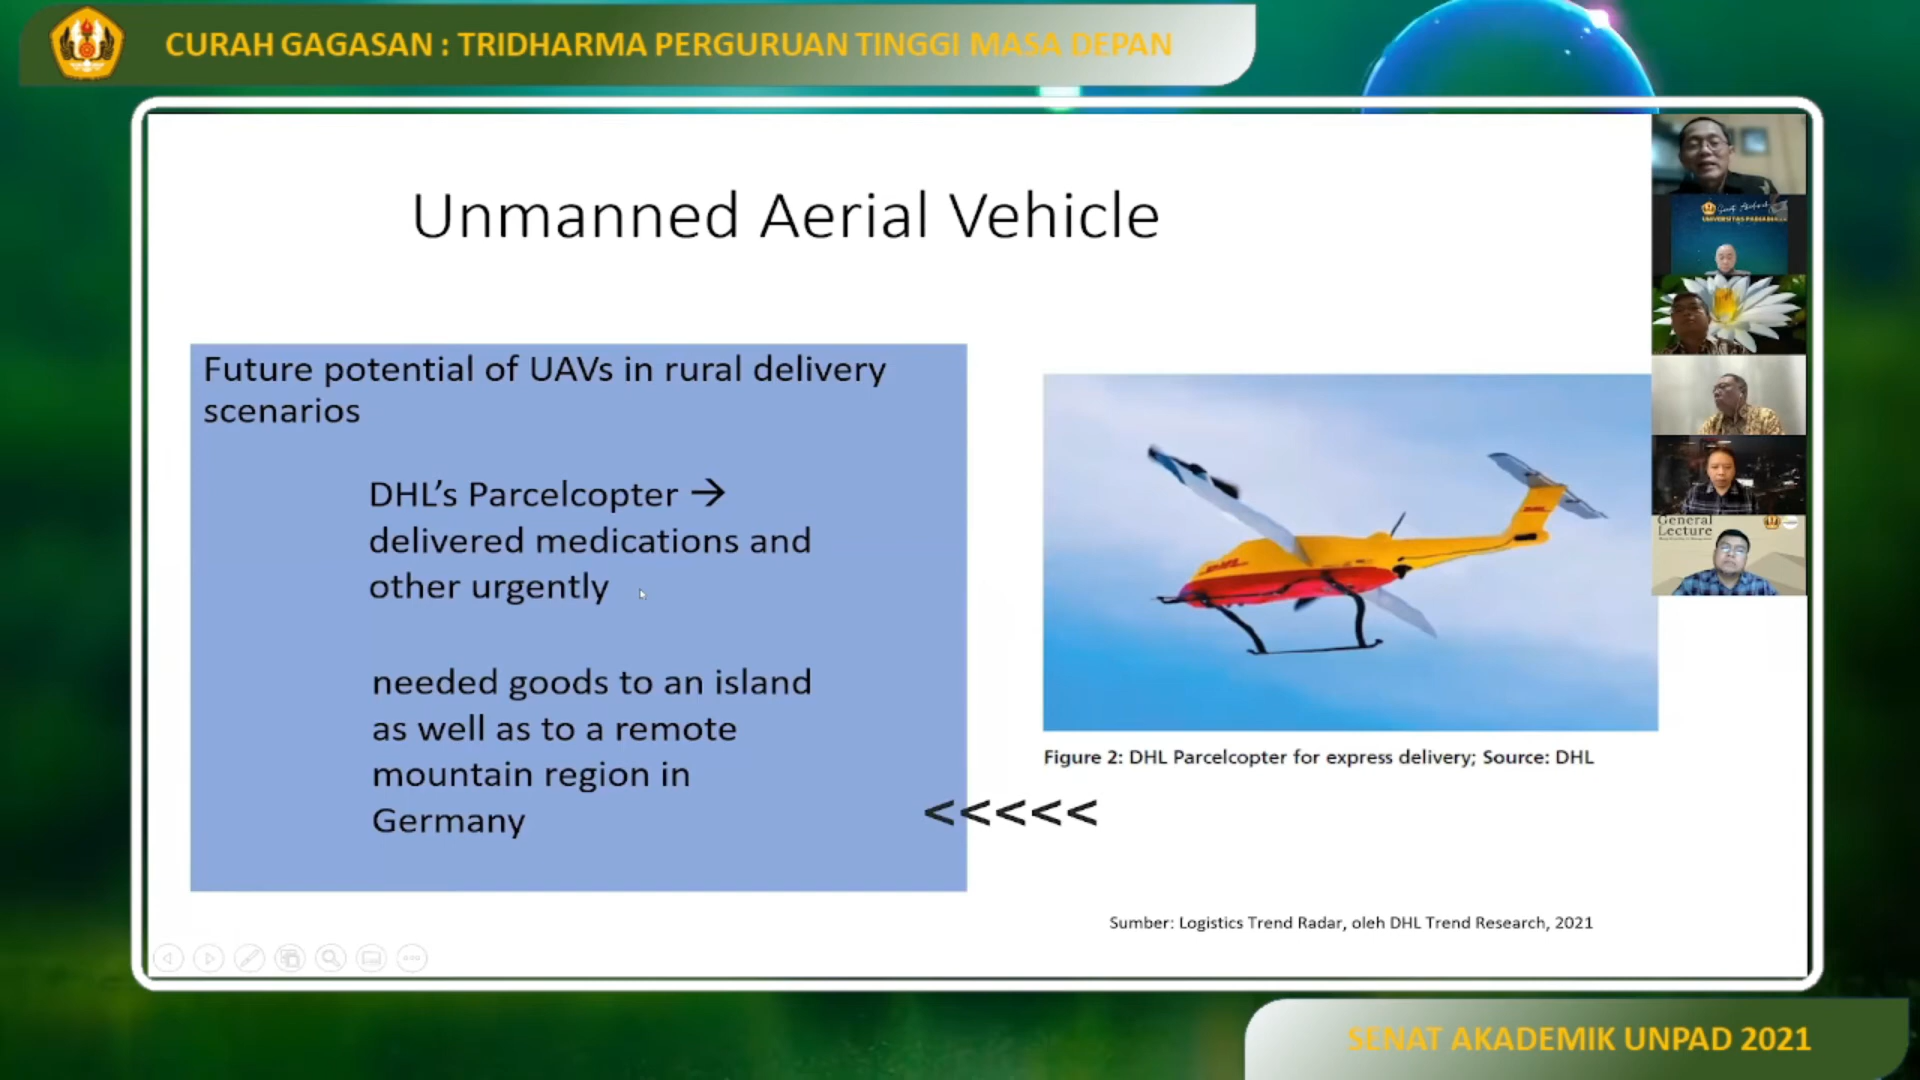 CURAH GAGASAN : TRIDHARMA PERGURUAN TINGGI MASA DEPAN
Unmanned Aerial Vehicle
Future potential of UAVs in rural delivery
scenarios
DHL’s Parcelcopter →
delivered medications and
other urgently
needed goods to an island
as well as to a remote
mountain region in
Germany
<<<<<
DHL
Figure 2: DHL Parcelcopter for express delivery; Source: DHL
Sumber: Logistics Trend Radar, oleh DHL Trend Research, 2021
UNIVERSITAS PADJADJARAN
General
Lecture
SENAT AKADEMIK UNPAD 2021